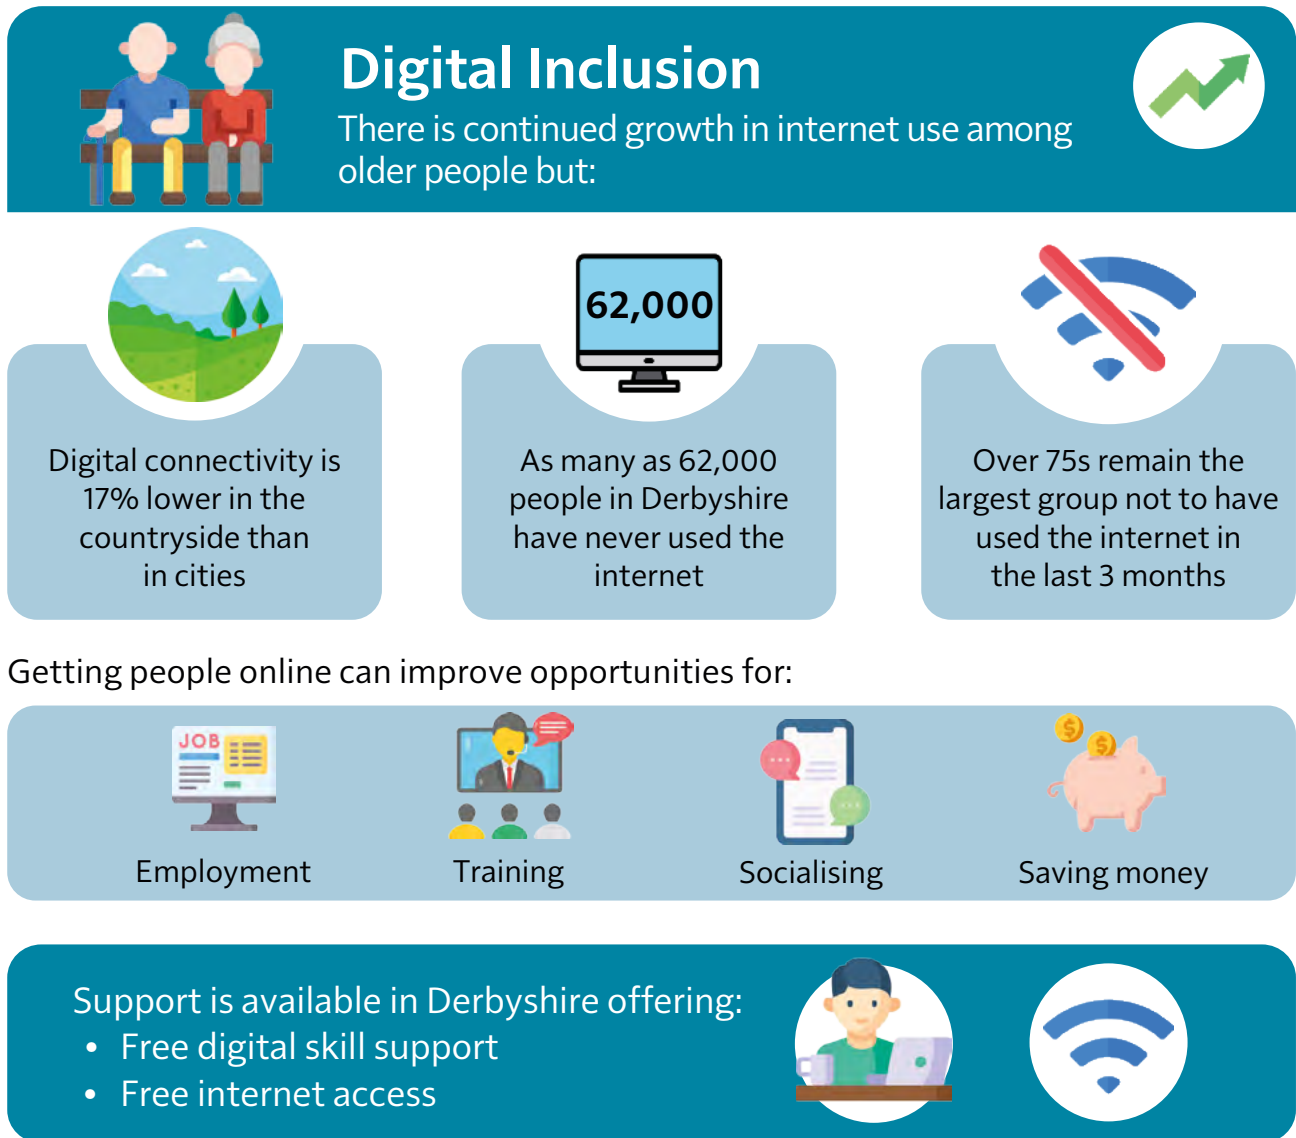 Digital Inclusion
There is continued growth in internet use among
older people but:
Digital connectivity is
17% lower in the
countryside than
in cities
62,000
As many as 62,000
people in Derbyshire
have never used the
internet
Over 75s remain the
largest group not to have
used the internet in
the last 3 months
Getting people online can improve opportunities for:
JOB
Employment
Training
Socialising
$
$
Saving money
Support is available in Derbyshire offering:
• Free digital skill support
• Free internet access